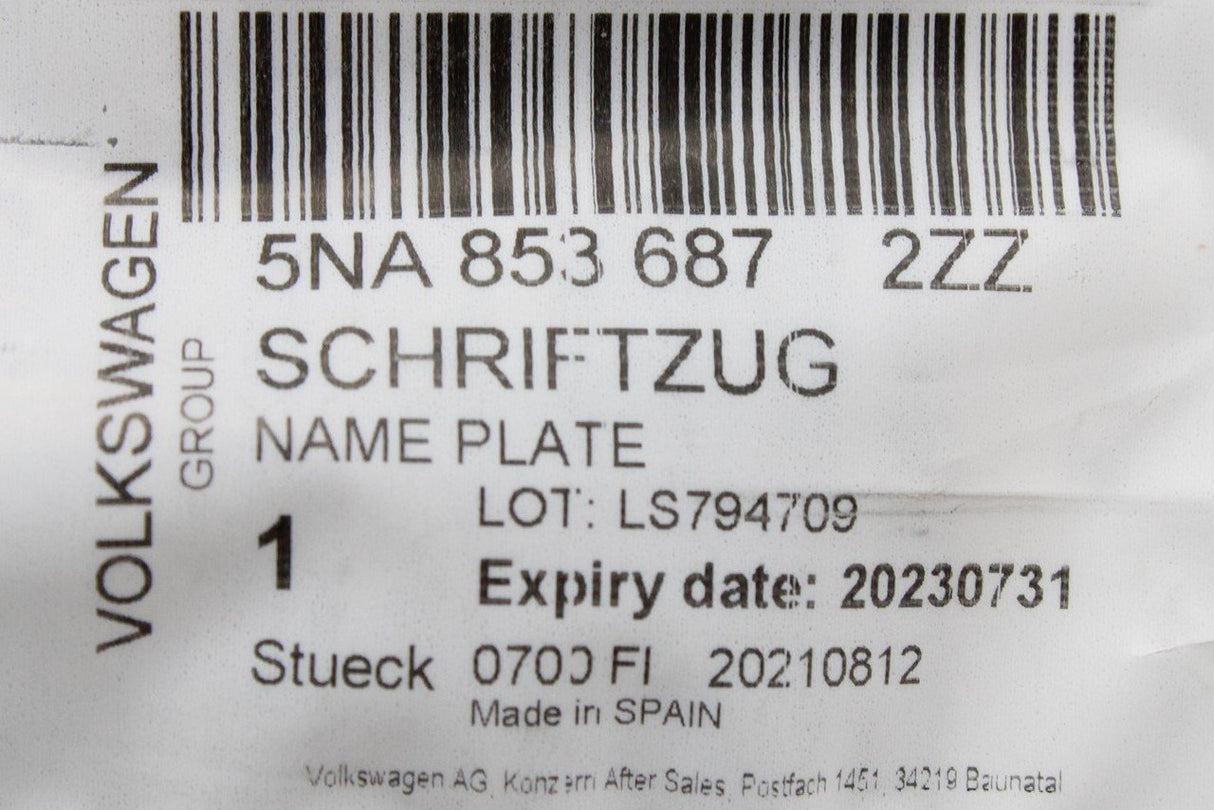 VOLKSWAGEN
GROUP
5NA 853 687 2ZZ
SCHRIFTZUG
NAME PLATE
LOT: LS794709
1
Expiry date: 20230731
Stueck 0700 FI 20210812
Made in SPAIN
Volkswagen AG, Konzern After Sales, Postfach 1451, 34219 Baunatal